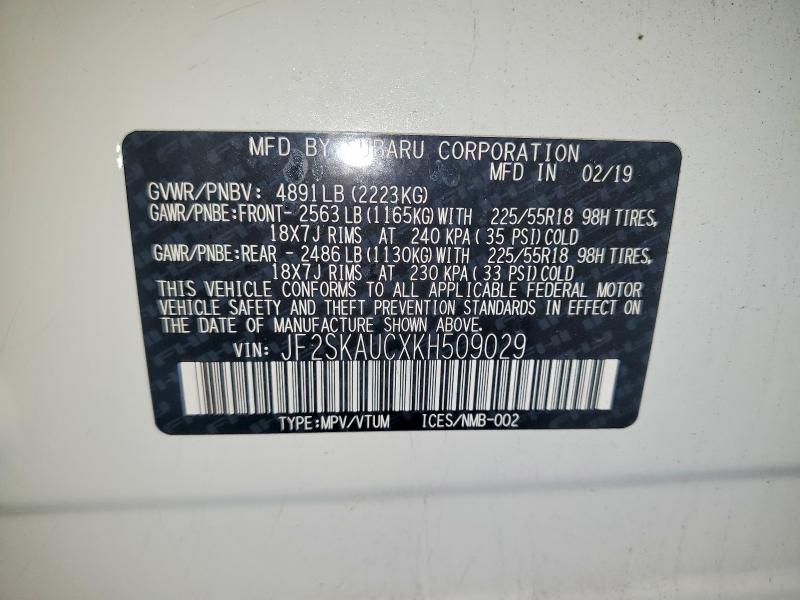 MFD BY SUBARU CORPORATION
MFD IN 02/19
GVWR/PNBV: 4891LB (2223KG)
GAWR/PNBE:FRONT- 2563 LB (1165KG) WITH 225/55R18 98H TIRES,
18X7J RIMS AT 240 KPA (35 PSI) COLD
GAWR/PNBE:REAR - 2486 LB (1130KG) WITH 225/55R18 98H TIRES,
18X7J RIMS AT 230 KPA (33 PSI) COLD
THIS VEHICLE CONFORMS TO ALL APPLICABLE FEDERAL MOTOR
VEHICLE SAFETY AND THEFT PREVENTION STANDARDS IN EFFECT ON
THE DATE OF MANUFACTURE SHOWN ABOVE.
VIN: JF2SKAUCXKH509029
TYPE:MPV/VTUM ICES/NMB-002